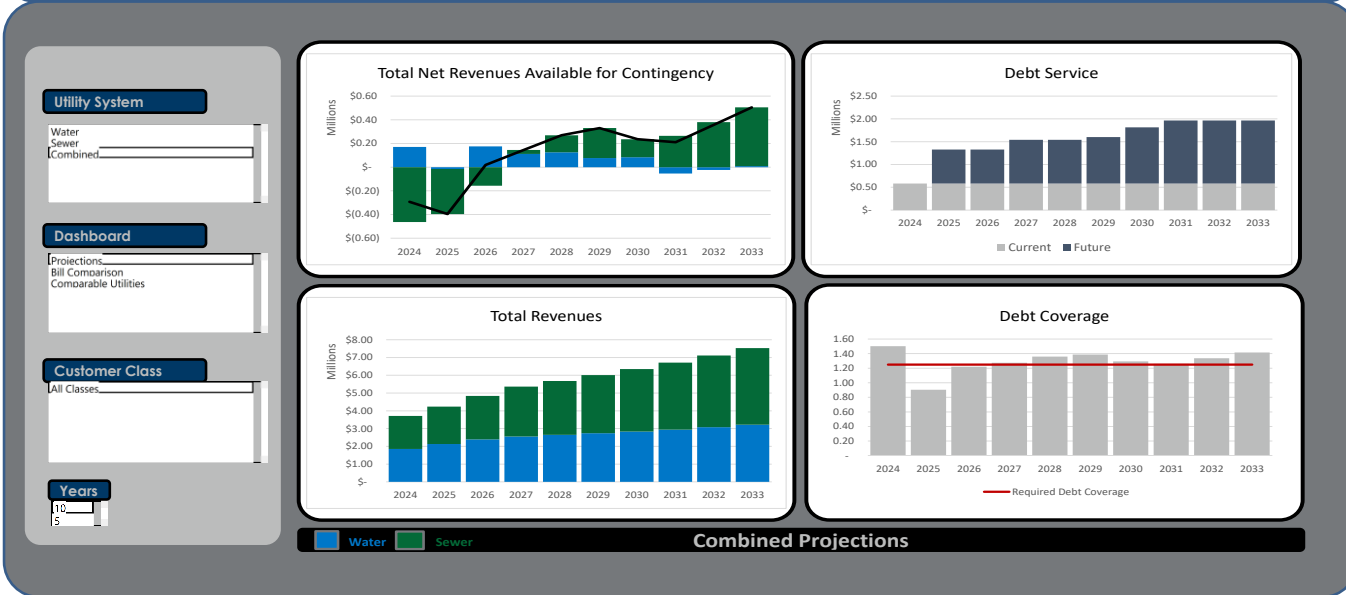 Utility System
Water
Sewer
Combined
Dashboard
Projections
Bill Comparison
Comparable Utilities
Customer Class
All Classes
Years
10
5
Total Net Revenues Available for Contingency
Millions
$0.60
$0.40
$0.20
$-
$(0.20)
$(0.40)
$(0.60)
2024 2025 2026 2027 2028 2029 2030 2031 2032 2033
Debt Service
Millions
$2.50
$2.00
$1.50
$1.00
$0.50
$-
2024 2025 2026 2027 2028 2029 2030 2031 2032 2033
Current Future
Total Revenues
Millions
$8.00
$7.00
$6.00
$5.00
$4.00
$3.00
$2.00
$1.00
$-
2024 2025 2026 2027 2028 2029 2030 2031 2032 2033
Debt Coverage
1.60
1.40
1.20
1.00
0.80
0.60
0.40
0.20
-
2024 2025 2026 2027 2028 2029 2030 2031 2032 2033
Required Debt Coverage
Water Sewer Combined Projections